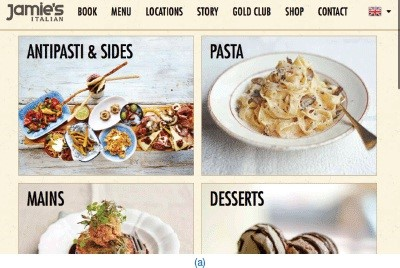 Jamie's
ITALIAN
BOOK MENU LOCATIONS STORY GOLD CLUB SHOP CONTACT
ANTIPASTI & SIDES
PASTA
MAINS
DESSERTS
(a)